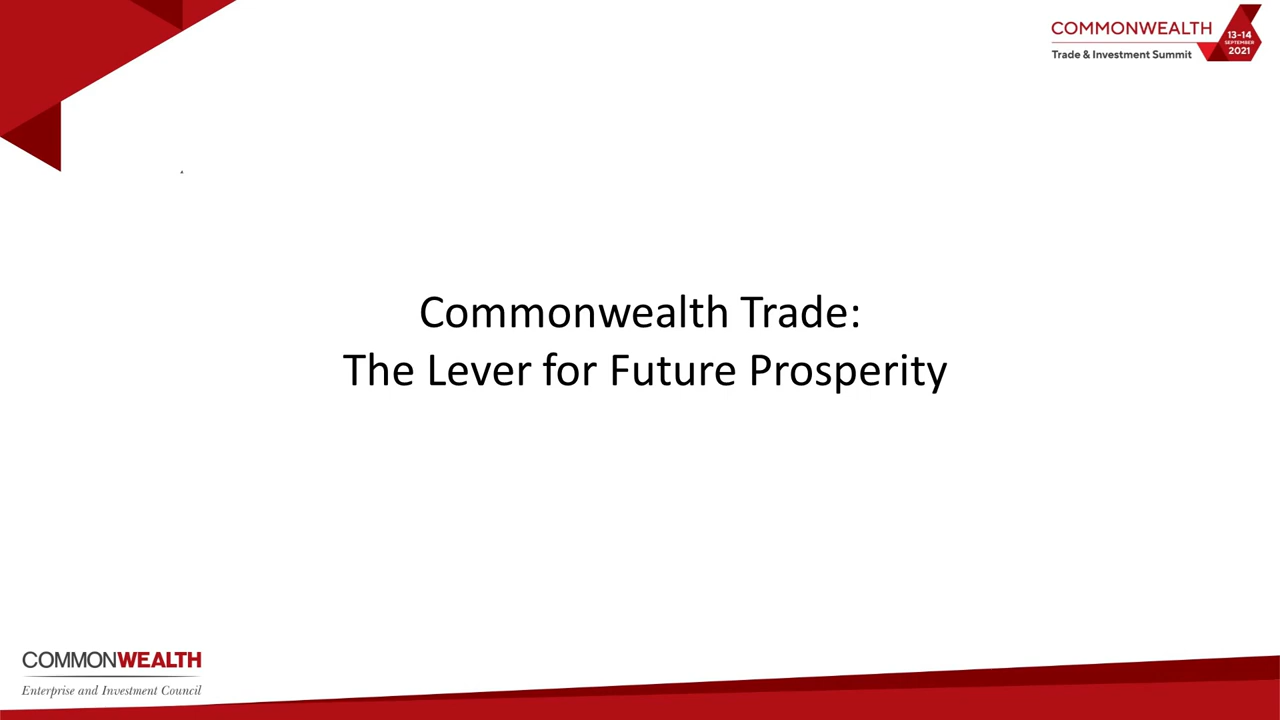 COMMONWEALTH
Trade & Investment Summit
13-14
SEPTEMBER
2021
Commonwealth Trade:
The Lever for Future Prosperity
COMMONWEALTH
Enterprise and Investment Council